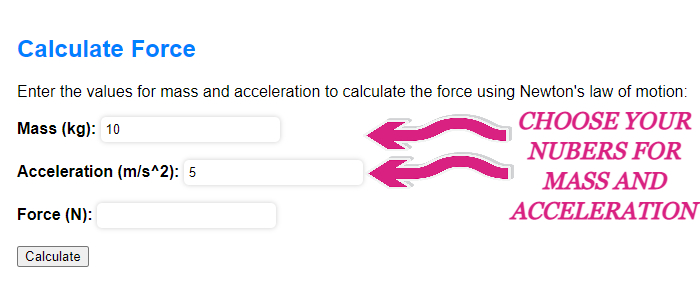 Calculate Force
Enter the values for mass and acceleration to calculate the force using Newton's law of motion:
Mass (kg): 10
Acceleration (m/s^2): 5
Force (N):
Calculate
CHOOSE YOUR
NUBERS FOR
MASS AND
ACCELERATION